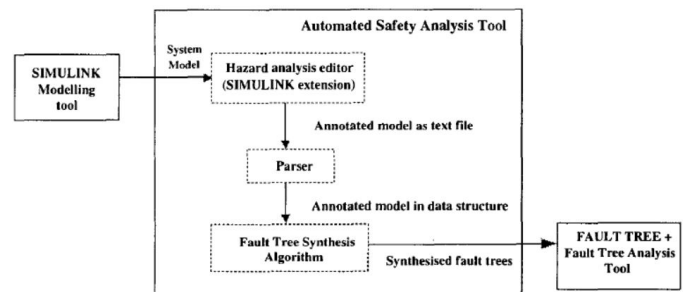 Automated Safety Analysis Tool
System
Model
SIMULINK
Modelling
tool
Hazard analysis editor
(SIMULINK extension)
Annotated model as text file
Parser
Annotated model in data structure
Fault Tree Synthesis
Algorithm
Synthesised fault trees
FAULT TREE +
Fault Tree Analysis
Tool